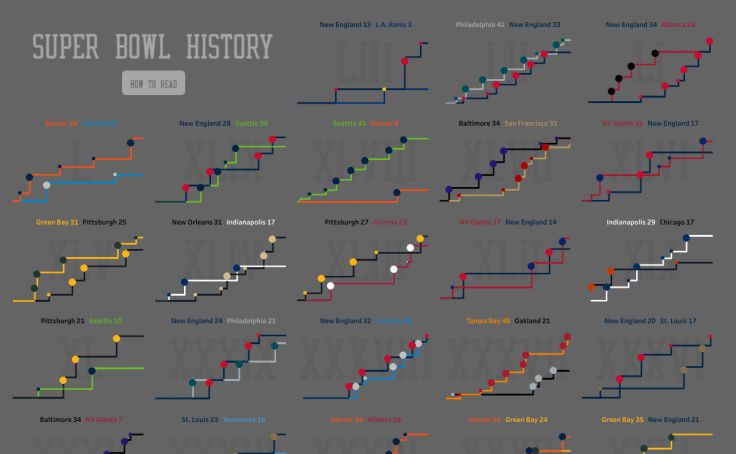 SUPER BOWL HISTORY
HOW TO READ
New England 13 L.A. Rams 3
Philadelphia 41 New England 33
New England 34 Atlanta 28
Denver 24
New England 28 Seattle 24
Seattle 43 Denver 8
Baltimore 34 San Francisco 31
NY Giants 21 New England 17
Green Bay 31 Pittsburgh 25
New Orleans 31 Indianapolis 17
Pittsburgh 27 Arizona 23
NY Giants 17 New England 14
Indianapolis 29 Chicago 17
Pittsburgh 21 Seattle 10
New England 24 Philadelphia 21
New England 32
Tampa Bay 48 Oakland 21
New England 20 St. Louis 17
Baltimore 34 NY Giants 7
St. Louis 23 Tennessee 16
Denver 34 Atlanta 19
Denver 31 Green Bay 24
Green Bay 35 New England 21